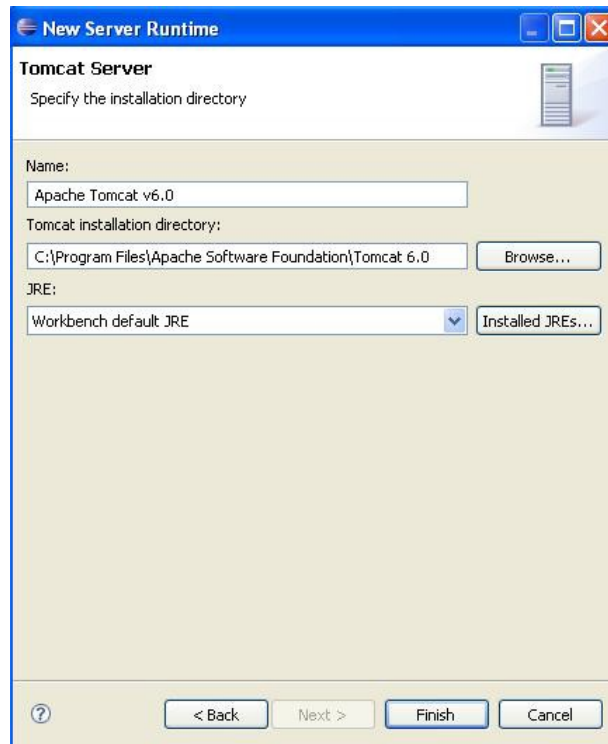 New Server Runtime
Tomcat Server
Specify the installation directory
Name:
Apache Tomcat v6.0
Tomcat installation directory:
C:\Program Files\Apache Software Foundation\Tomcat 6.0
Browse...
JRE:
Workbench default JRE
Installed JREs...
?
< Back
Next >
Finish
Cancel